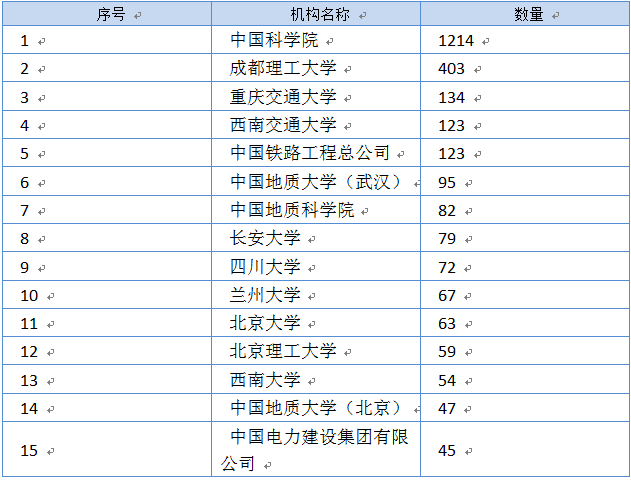 序号 机构名称 数量
1 中国科学院 1214
2 成都理工大学 403
3 重庆交通大学 134
4 西南交通大学 123
5 中国铁路工程总公司 123
6 中国地质大学（武汉） 95
7 中国地质科学院 82
8 长安大学 79
9 四川大学 72
10 兰州大学 67
11 北京大学 63
12 北京理工大学 59
13 西南大学 54
14 中国地质大学（北京） 47
15 中国电力建设集团有限 45
公司